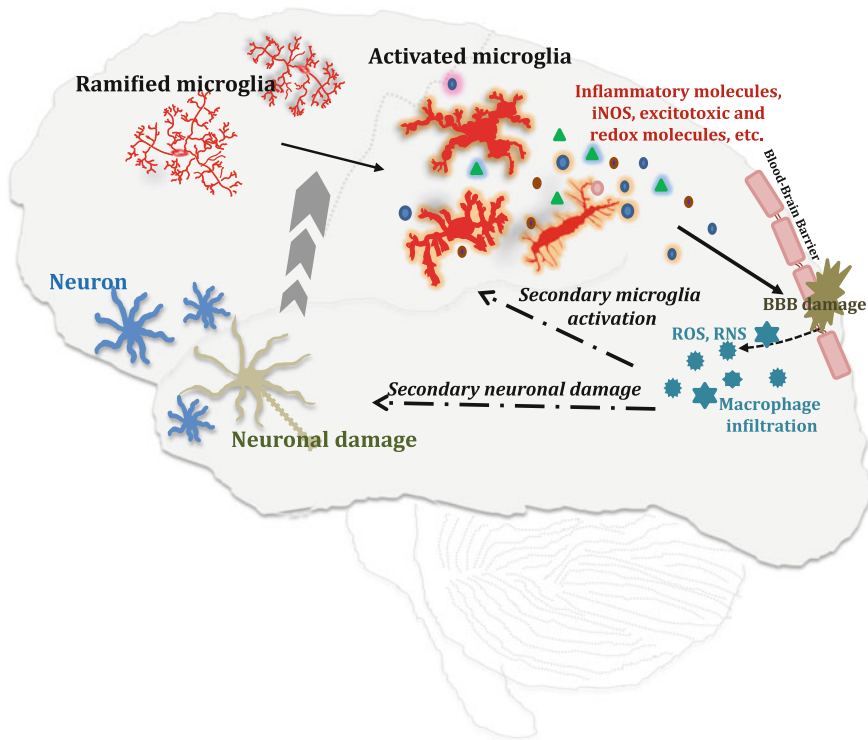 Activated microglia
Ramified microglia
Inflammatory molecules,
iNOS, excitotoxic and
redox molecules, etc.
Blood-Brain Barrier
Neuron
BBB damage
Secondary microglia
activation
ROS, RNS
Secondary neuronal damage
Macrophage
infiltration
Neuronal damage